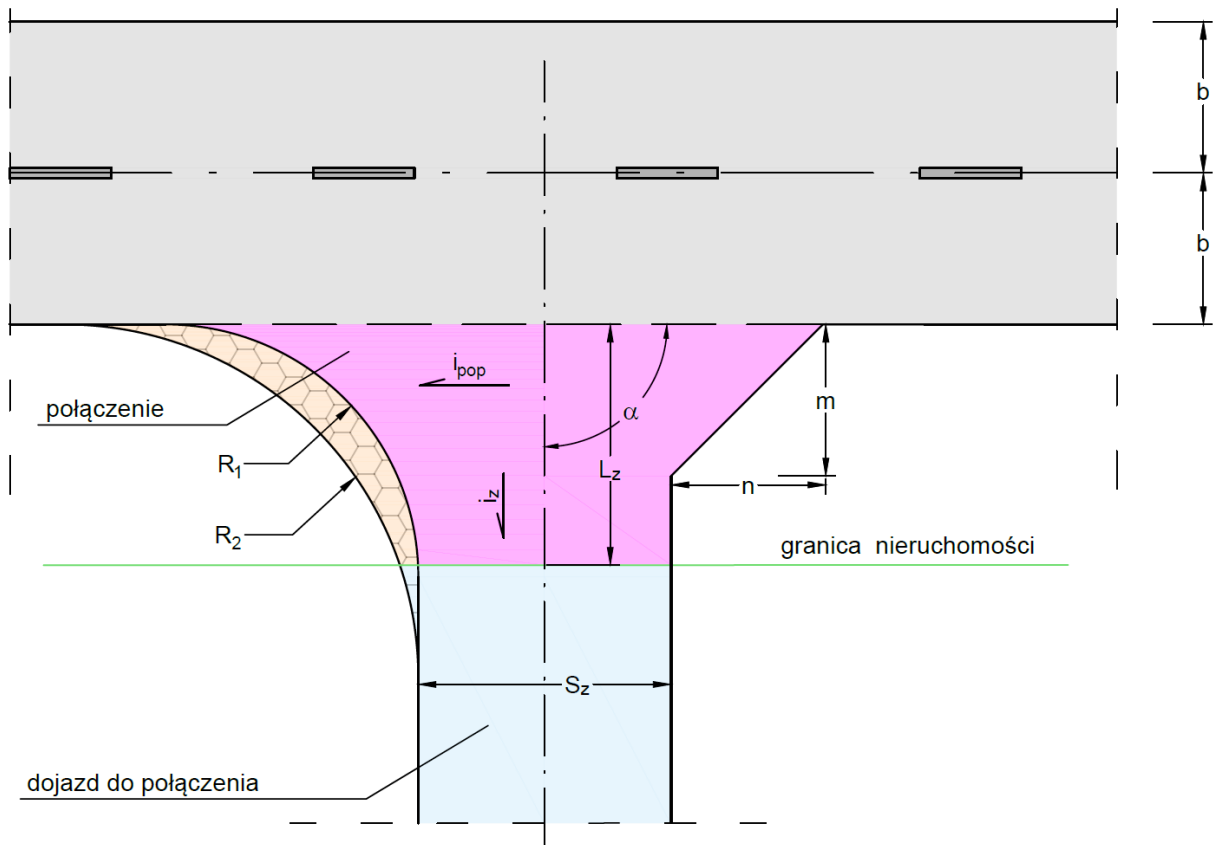 b
b
połączenie
i_pop
α
m
R₁
L_z
n
i_z
R₂
granica nieruchomości
S_z
dojazd do połączenia